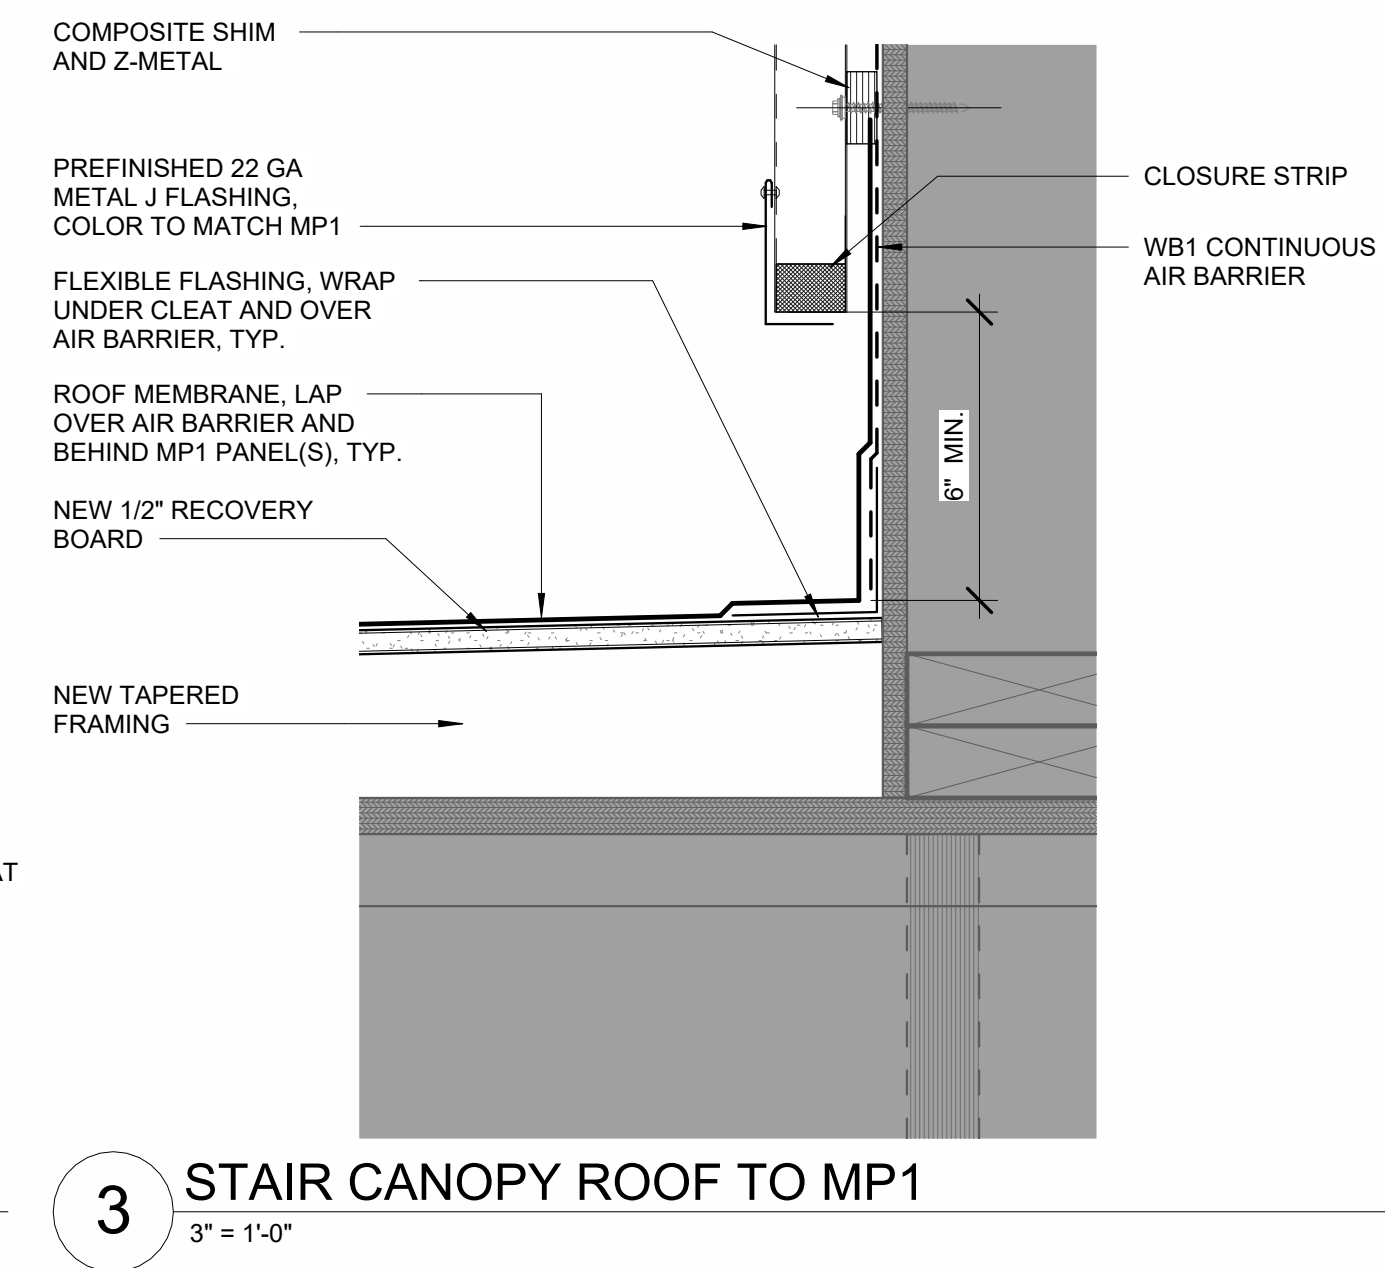 COMPOSITE SHIM
AND Z-METAL
PREFINISHED 22 GA
METAL J FLASHING,
COLOR TO MATCH MP1
FLEXIBLE FLASHING, WRAP
UNDER CLEAT AND OVER
AIR BARRIER, TYP.
ROOF MEMBRANE, LAP
OVER AIR BARRIER AND
BEHIND MP1 PANEL(S), TYP.
NEW 1/2" RECOVERY
BOARD
NEW TAPERED
FRAMING
CLOSURE STRIP
WB1 CONTINUOUS
AIR BARRIER
6" MIN.
3
STAIR CANOPY ROOF TO MP1
3" = 1'-0"